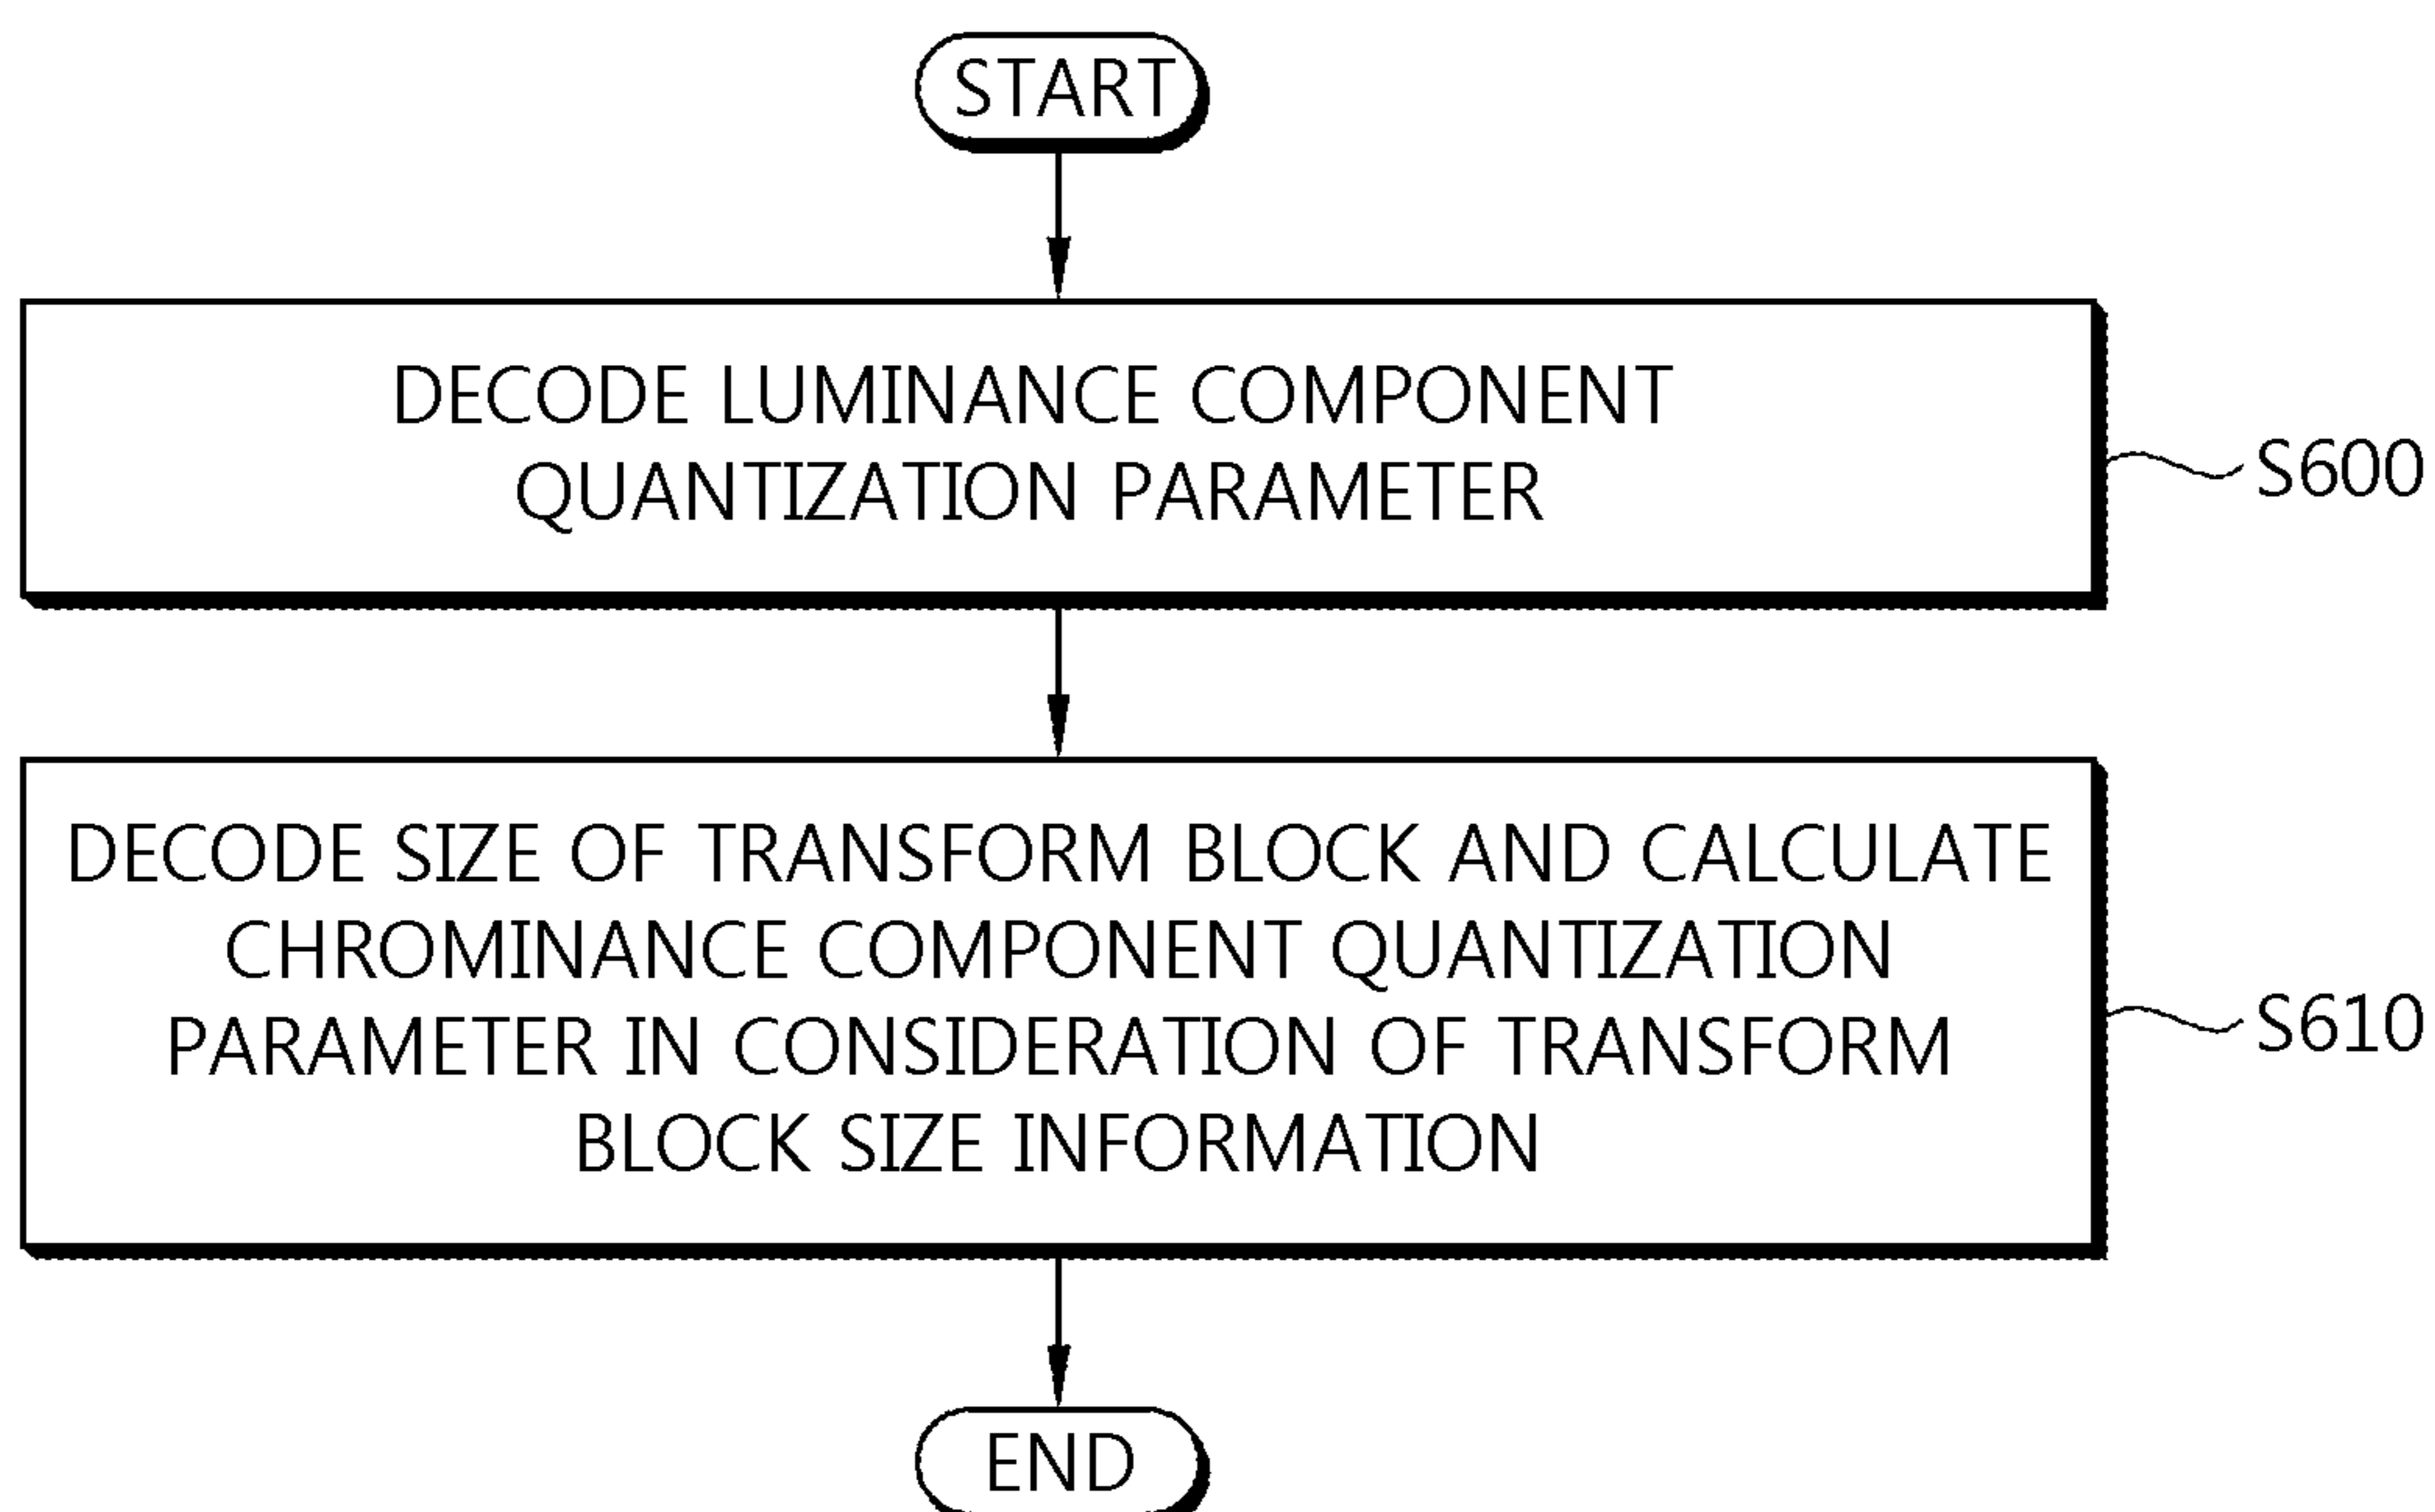 START
DECODE LUMINANCE COMPONENT
QUANTIZATION PARAMETER
S600
DECODE SIZE OF TRANSFORM BLOCK AND CALCULATE
CHROMINANCE COMPONENT QUANTIZATION
PARAMETER IN CONSIDERATION OF TRANSFORM
BLOCK SIZE INFORMATION
S610
END